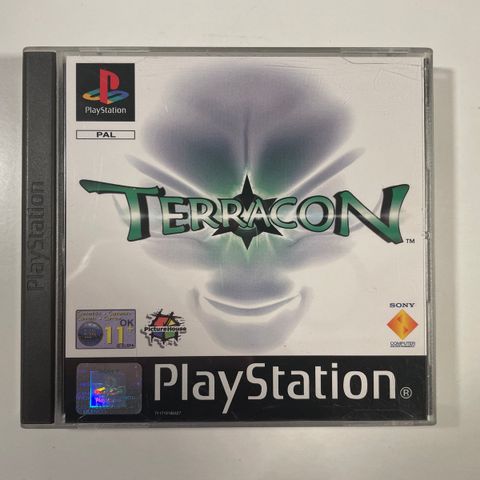 PlayStation
PAL
PlayStation
TERRACON
TM
OK
11
PictureHouse
SONY
COMPUTER
PlayStation ®